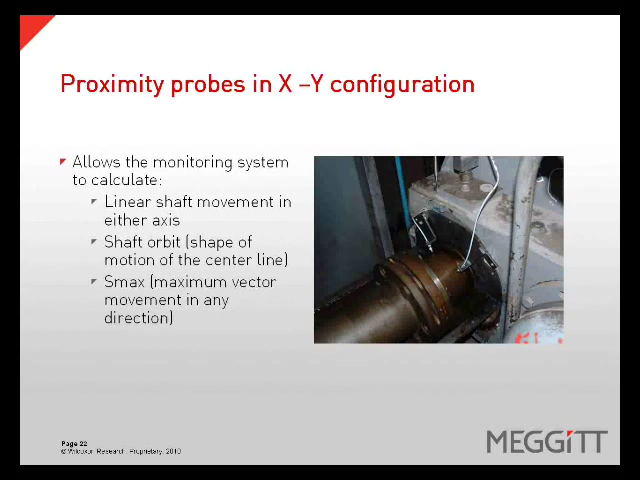 Proximity probes in X –Y configuration
Allows the monitoring system
to calculate:
Linear shaft movement in
either axis
Shaft orbit (shape of
motion of the center line)
Smax (maximum vector
movement in any
direction)
Page 22
© Wilcoxon Research, Proprietary, 2010
MEGGITT